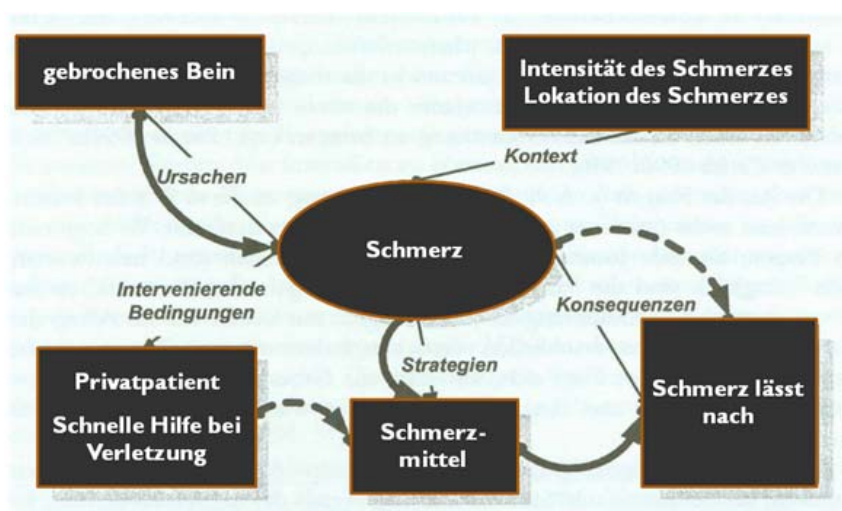 gebrochenes Bein
Intensität des Schmerzes
Lokation des Schmerzes
Ursachen
Kontext
Schmerz
Intervenierende
Bedingungen
Konsequenzen
Strategien
Privatpatient
Schnelle Hilfe bei
Verletzung
Schmerz-
mittel
Schmerz lässt
nach